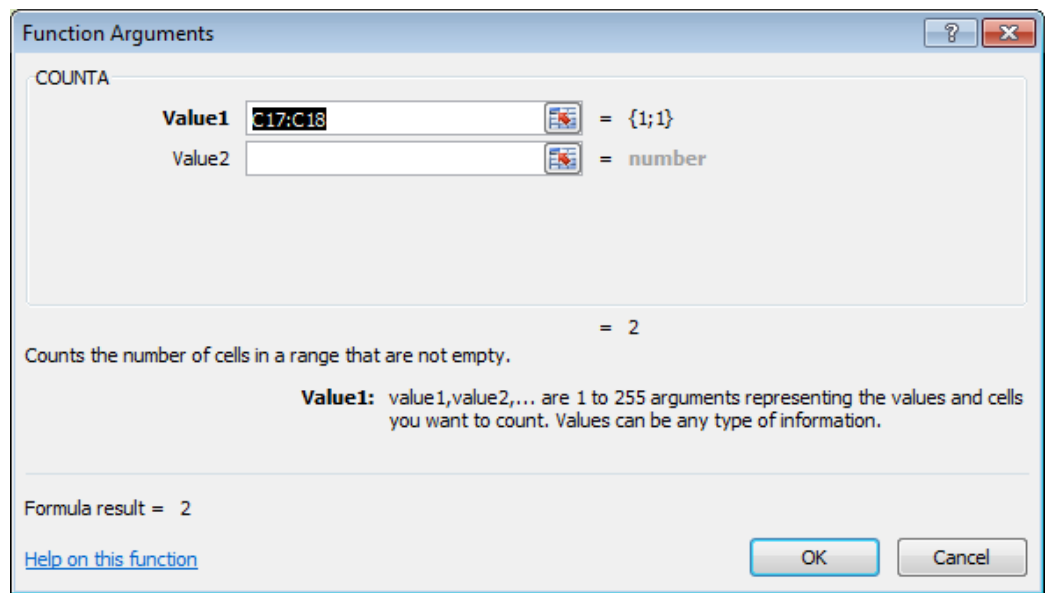 Function Arguments
COUNTA
Value1 C17:C18 = {1;1}
Value2 = number
= 2
Counts the number of cells in a range that are not empty.
Value1: value1,value2,... are 1 to 255 arguments representing the values and cells
you want to count. Values can be any type of information.
Formula result = 2
Help on this function OK Cancel